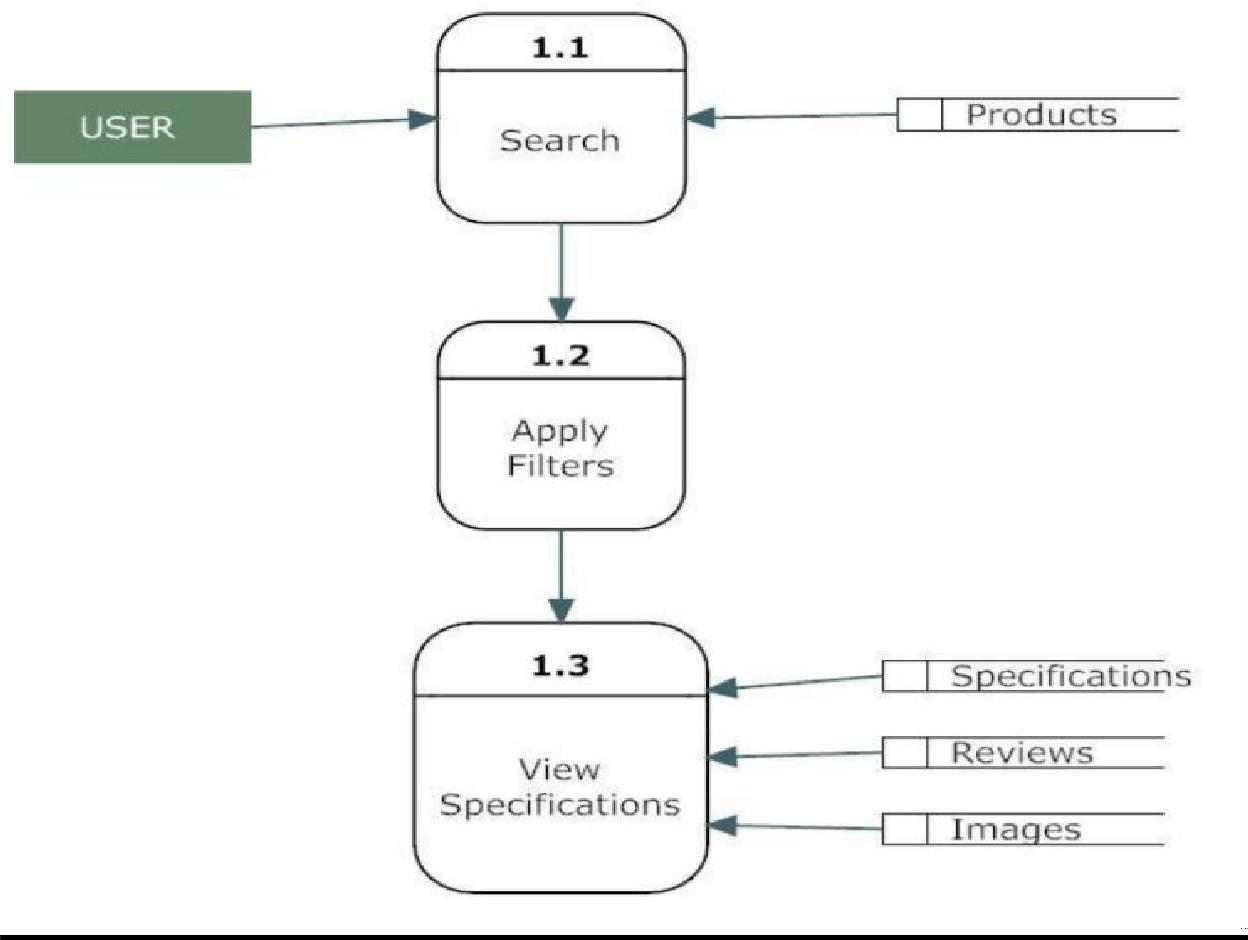 1.1
USER
Search
Products
1.2
Apply
Filters
1.3
View
Specifications
Specifications
Reviews
Images